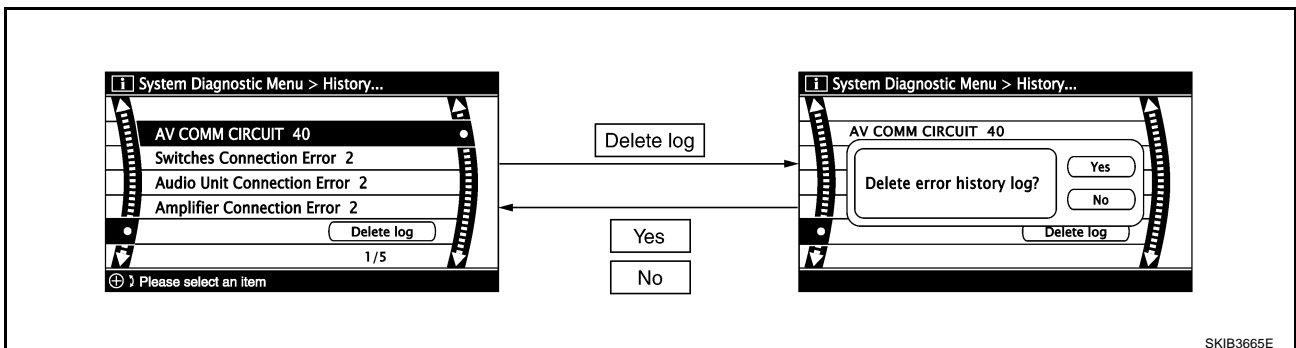 System Diagnostic Menu > History...
AV COMM CIRCUIT 40
Switches Connection Error 2
Audio Unit Connection Error 2
Amplifier Connection Error 2
Delete log
1/5
Please select an item
Delete log
Yes
No
System Diagnostic Menu > History...
AV COMM CIRCUIT 40
Delete error history log?
Yes
No
Delete log
SKIB3665E